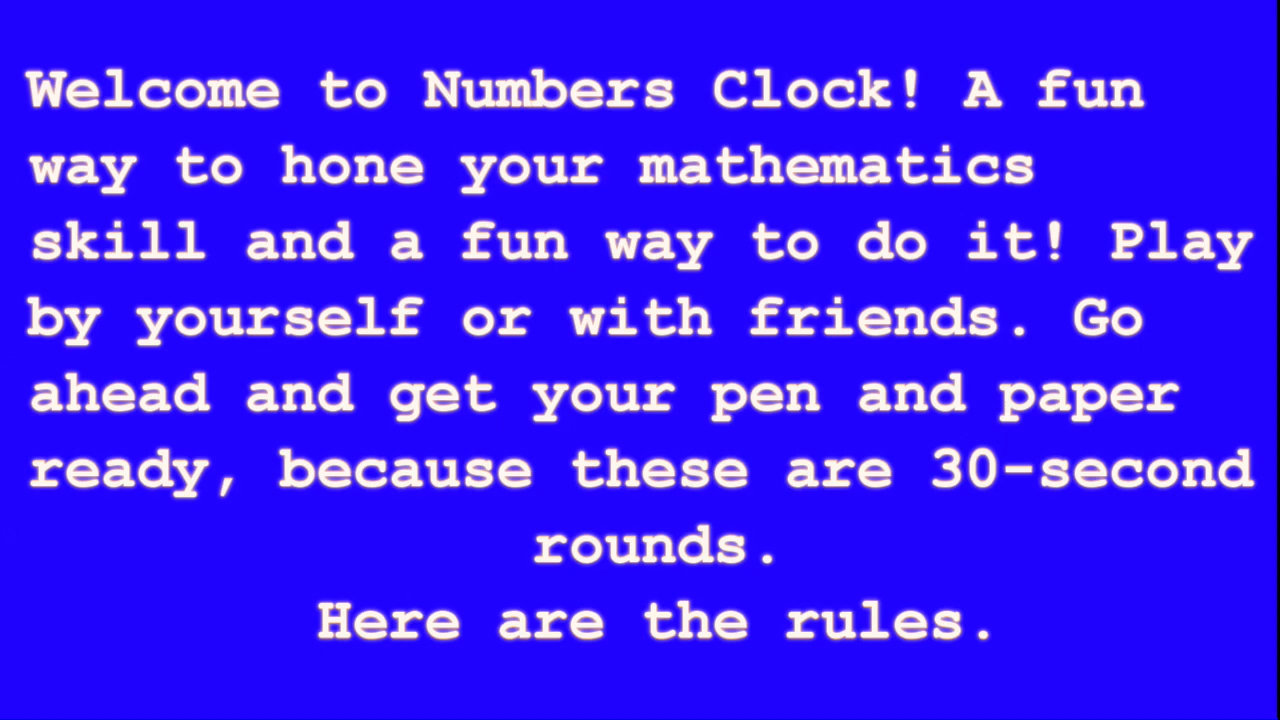 Welcome to Numbers Clock! A fun
way to hone your mathematics
skill and a fun way to do it! Play
by yourself or with friends. Go
ahead and get your pen and paper
ready, because these are 30-second
rounds.
Here are the rules.